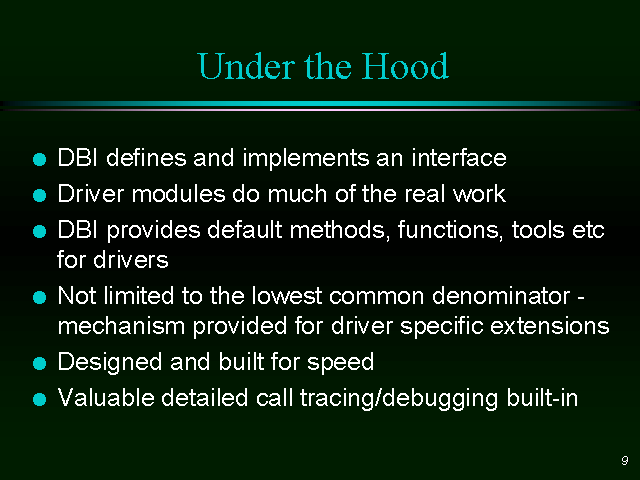 Under the Hood
DBI defines and implements an interface
Driver modules do much of the real work
DBI provides default methods, functions, tools etc
for drivers
Not limited to the lowest common denominator -
mechanism provided for driver specific extensions
Designed and built for speed
Valuable detailed call tracing/debugging built-in
9